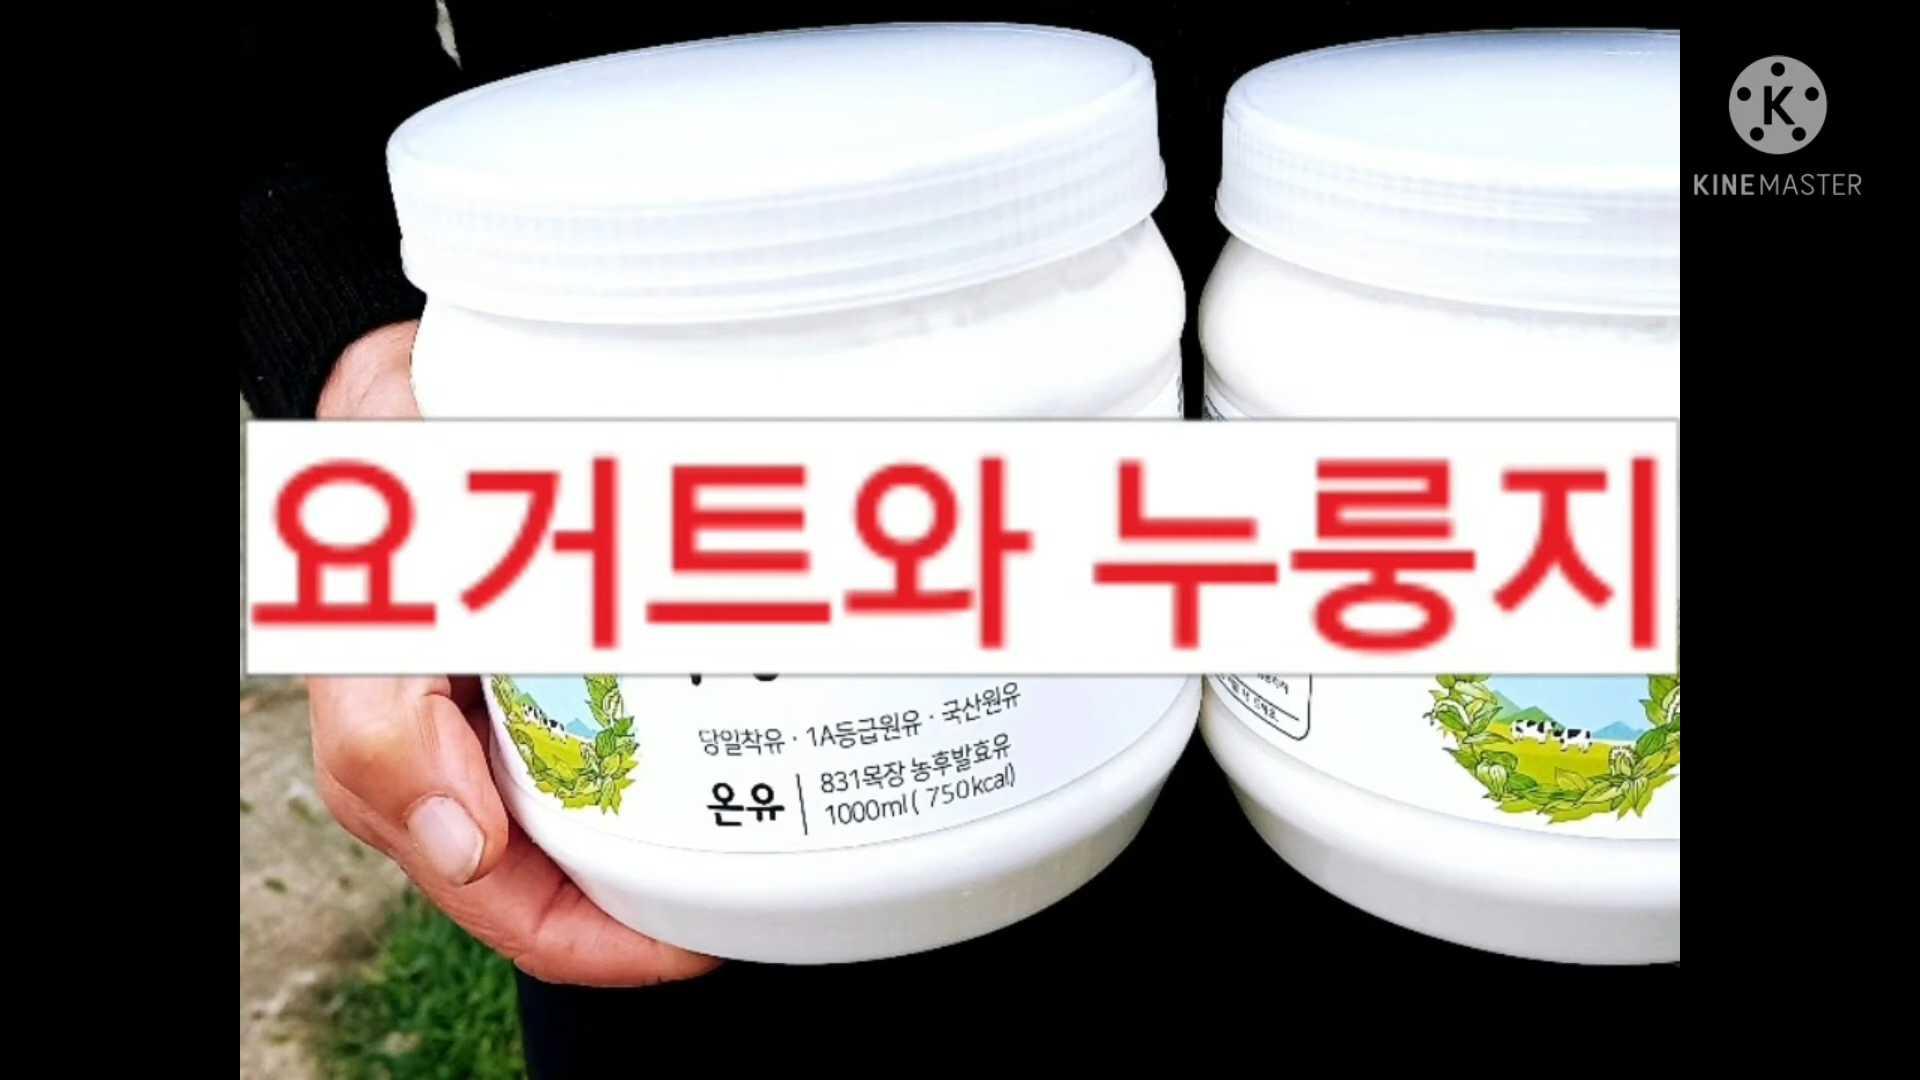 KINEMASTER
요거트와 누룽지
당일착유 · 1A등급원유 · 국산원유
온유
831목장 농후발효유
1000ml ( 750kcal)